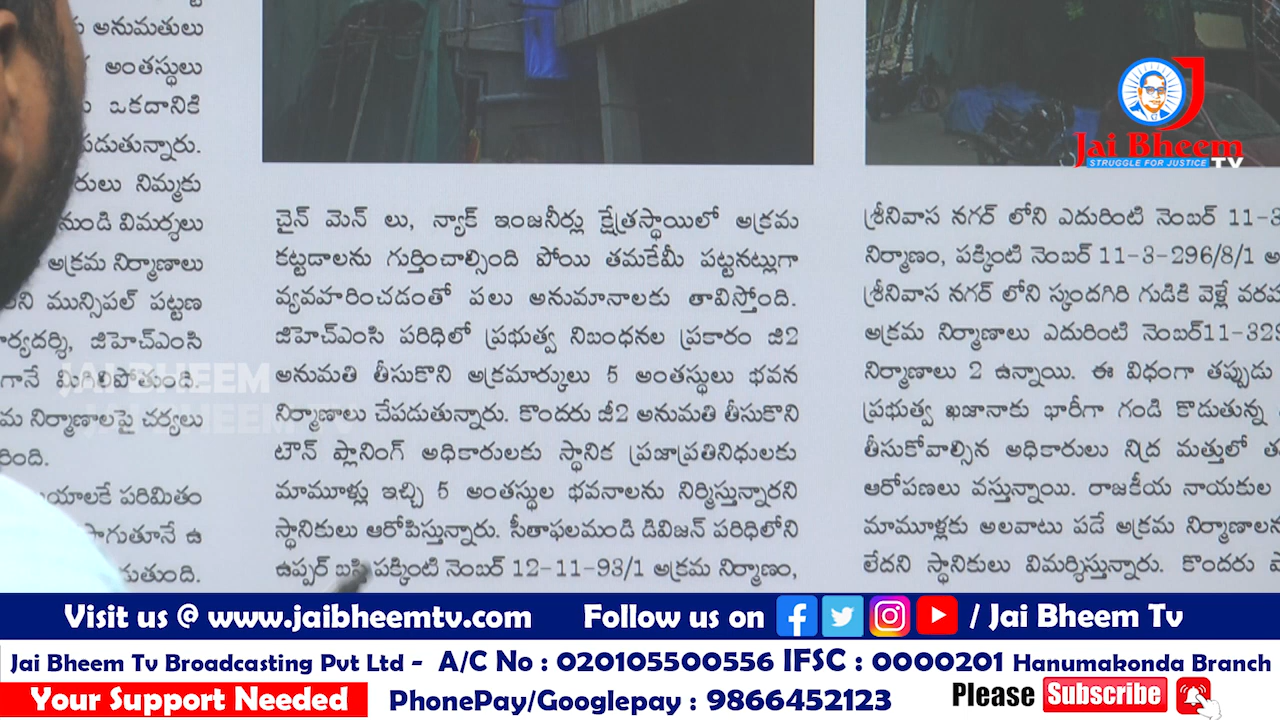 అనుమతులు
అంతస్థులు
ఒకదానికి
నిమ్మకు
నుండి విమర్శలు
అక్రమ నిర్మాణాలు
మున్సిపల్ పట్టణ
జిహెచ్ఎంసి
మిగిలిపోతుంది.
నిర్మాణాలపై చర్యలు
పరిమితం
చైన్ మెన్ లు, న్యాక్ ఇంజనీర్లు క్షేత్రస్థాయిలో అక్రమ
కట్టడాలను గుర్తించాల్సింది పోయి తమకేమీ పట్టనట్లుగా
వ్యవహరించడంతో పలు అనుమానాలకు తావిస్తోంది.
జిహెచ్ఎంసి పరిధిలో ప్రభుత్వ నిబంధనల ప్రకారం జి2
అనుమతి తీసుకొని అక్రమార్కులు 5 అంతస్థులు భవన
నిర్మాణాలు చేపడుతున్నారు. కొందరు జీ2 అనుమతి తీసుకొని
టౌన్ ప్లానింగ్ అధికారులకు స్థానిక ప్రజాప్రతినిధులకు
మామూళ్లు ఇచ్చి 5 అంతస్థుల భవనాలను నిర్మిస్తున్నారని
స్థానికులు ఆరోపిస్తున్నారు. సీతాఫలమండి డివిజన్ పరిధిలోని
ఉప్పర్ బస్తి పక్కింటి నెంబర్ 12-11-93/1 అక్రమ నిర్మాణం,
శ్రీనివాస నగర్ లోని ఎదురింటి నెంబర్ 11-3
నిర్మాణం, పక్కింటి నెంబర్ 11-3-296/8/1 అ
శ్రీనివాస నగర్ లోని స్కందగిరి గుడికి వెళ్లే
అక్రమ నిర్మాణాలు ఎదురింటి నెంబర్11-323
నిర్మాణాలు 2 ఉన్నాయి. ఈ విధంగా తప్పుడు
ప్రభుత్వ ఖజానాకు భారీగా గండి కొడుతున్న
తీసుకోవాల్సిన అధికారులు నిద్ర మత్తులో
ఆరోపణలు వస్తున్నాయి. రాజకీయ నాయకుల
మామూళ్లకు అలవాటు పడే అక్రమ
లేదని స్థానికులు విమర్శిస్తున్నారు. కొందరు
Jai Bheem
STRUGGLE FOR JUSTICE TV
JAI BHEEM
JAI BHEEM TV
Visit us @ www.jaibheemtv.com Follow us on / Jai Bheem Tv
Jai Bheem Tv Broadcasting Pvt Ltd - A/C No : 020105500556 IFSC : 0000201 Hanumakonda Branch
Your Support Needed PhonePay/Googlepay : 9866452123 Please Subscribe